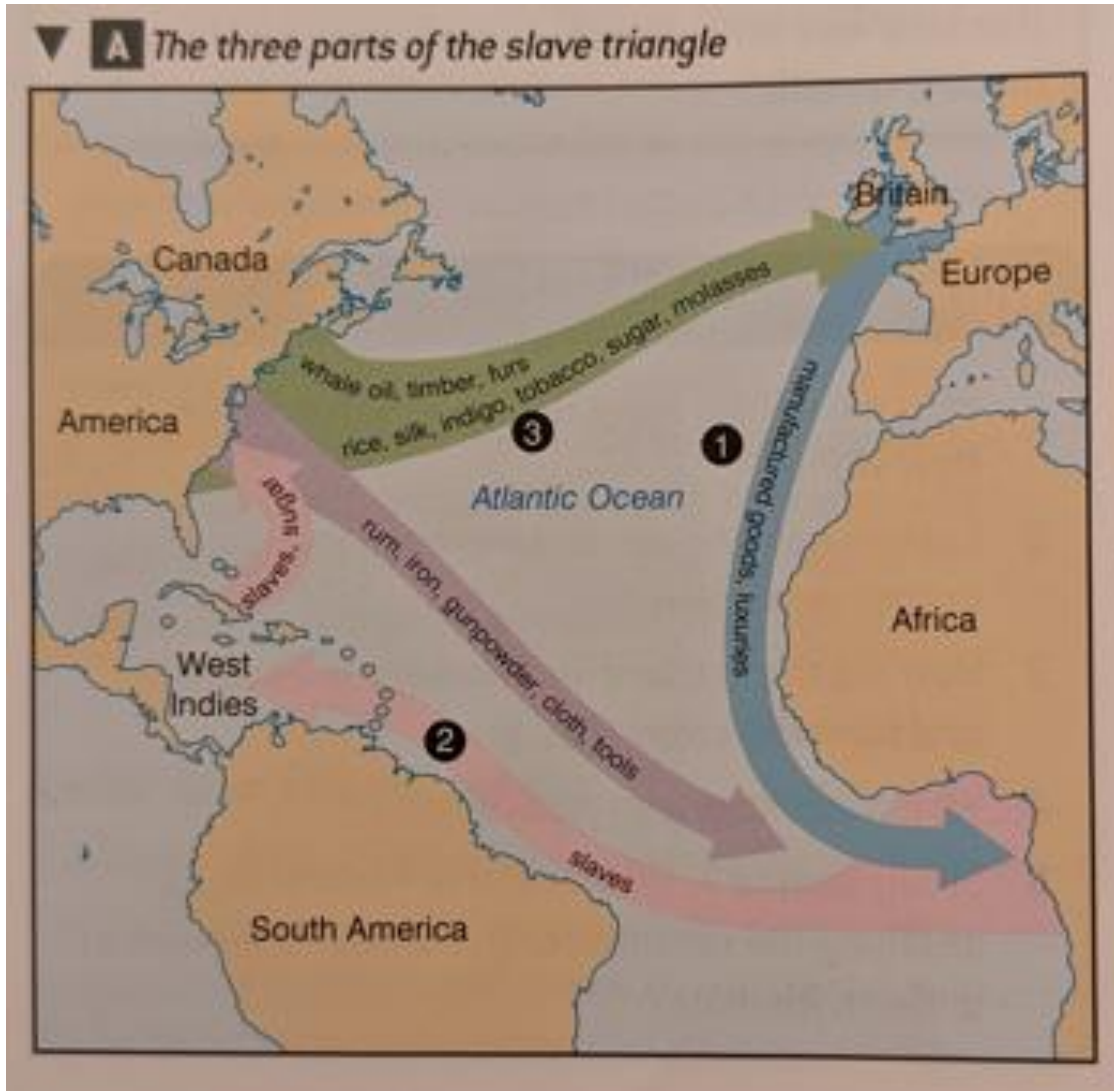 ▼ A The three parts of the slave triangle
Britain
Canada
Europe
whale oil, timber, furs
rice, silk, indigo, tobacco, sugar, molasses
3
1
manufactured goods, luxuries
America
Atlantic Ocean
slaves, sugar
rum, iron, gunpowder, cloth, tools
Africa
West
Indies
2
slaves
South America